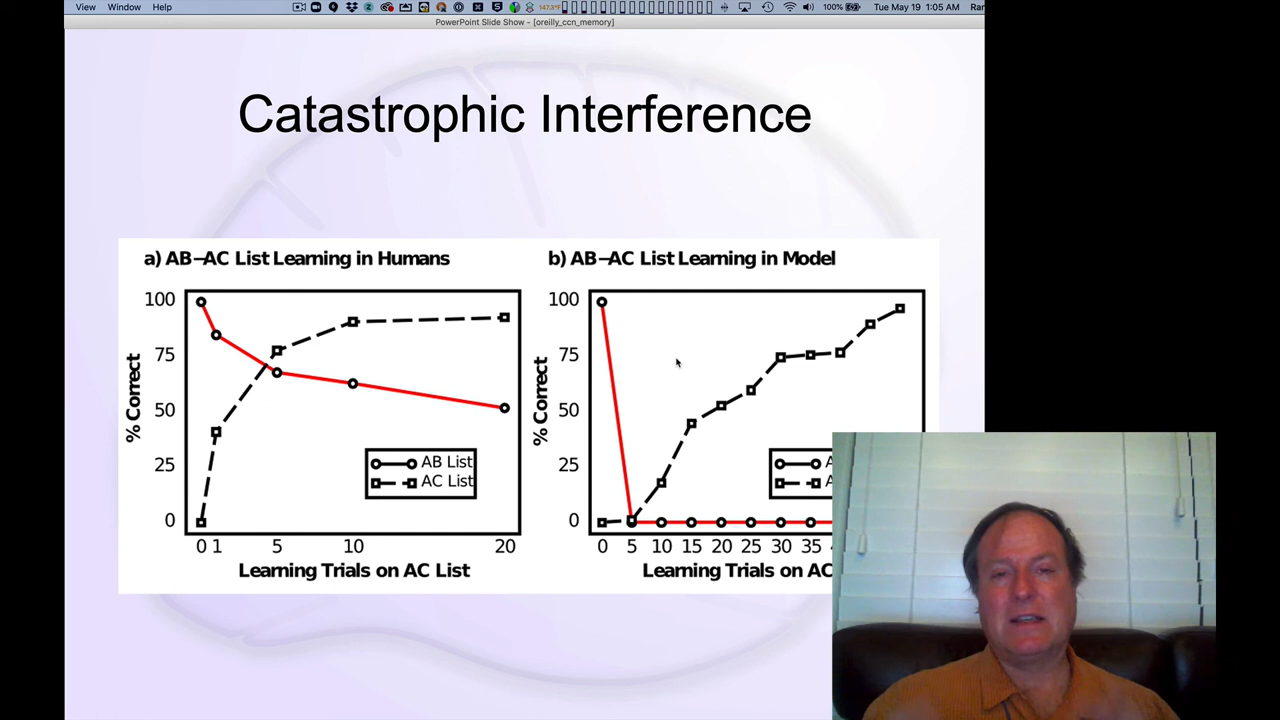 View Window Help 147.3°F 100% Tue May 19 1:05 AM Ran
PowerPoint Slide Show - [oreilly_ccn_memory]
Catastrophic Interference
a) AB–AC List Learning in Humans
100
75
50
25
0
% Correct
AB List
AC List
0 1 5 10 20
Learning Trials on AC List
b) AB–AC List Learning in Model
100
75
50
25
0
% Correct
A
A
0 5 10 15 20 25 30 35
Learning Trials on AC